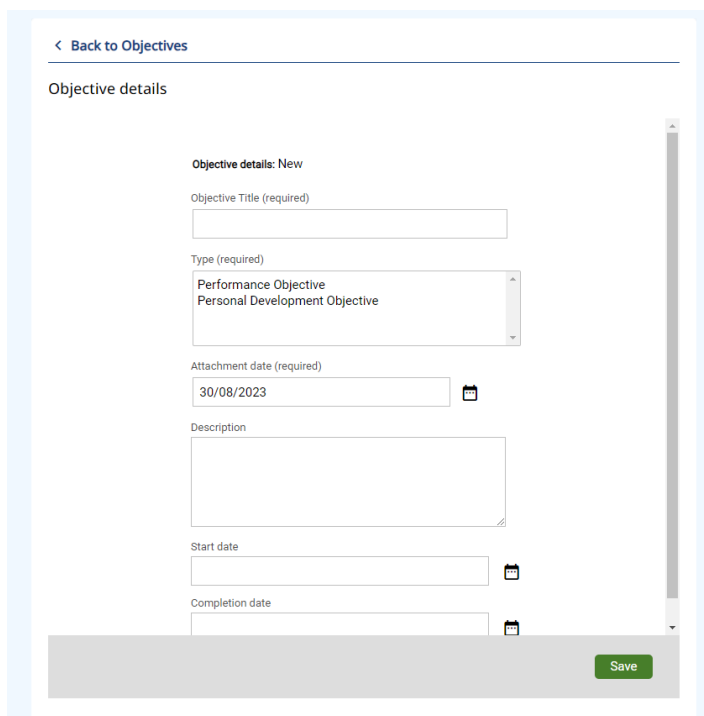 Back to Objectives
Objective details
Objective details: New
Objective Title (required)
Type (required)
Performance Objective
Personal Development Objective
Attachment date (required)
30/08/2023
Description
Start date
Completion date
Save